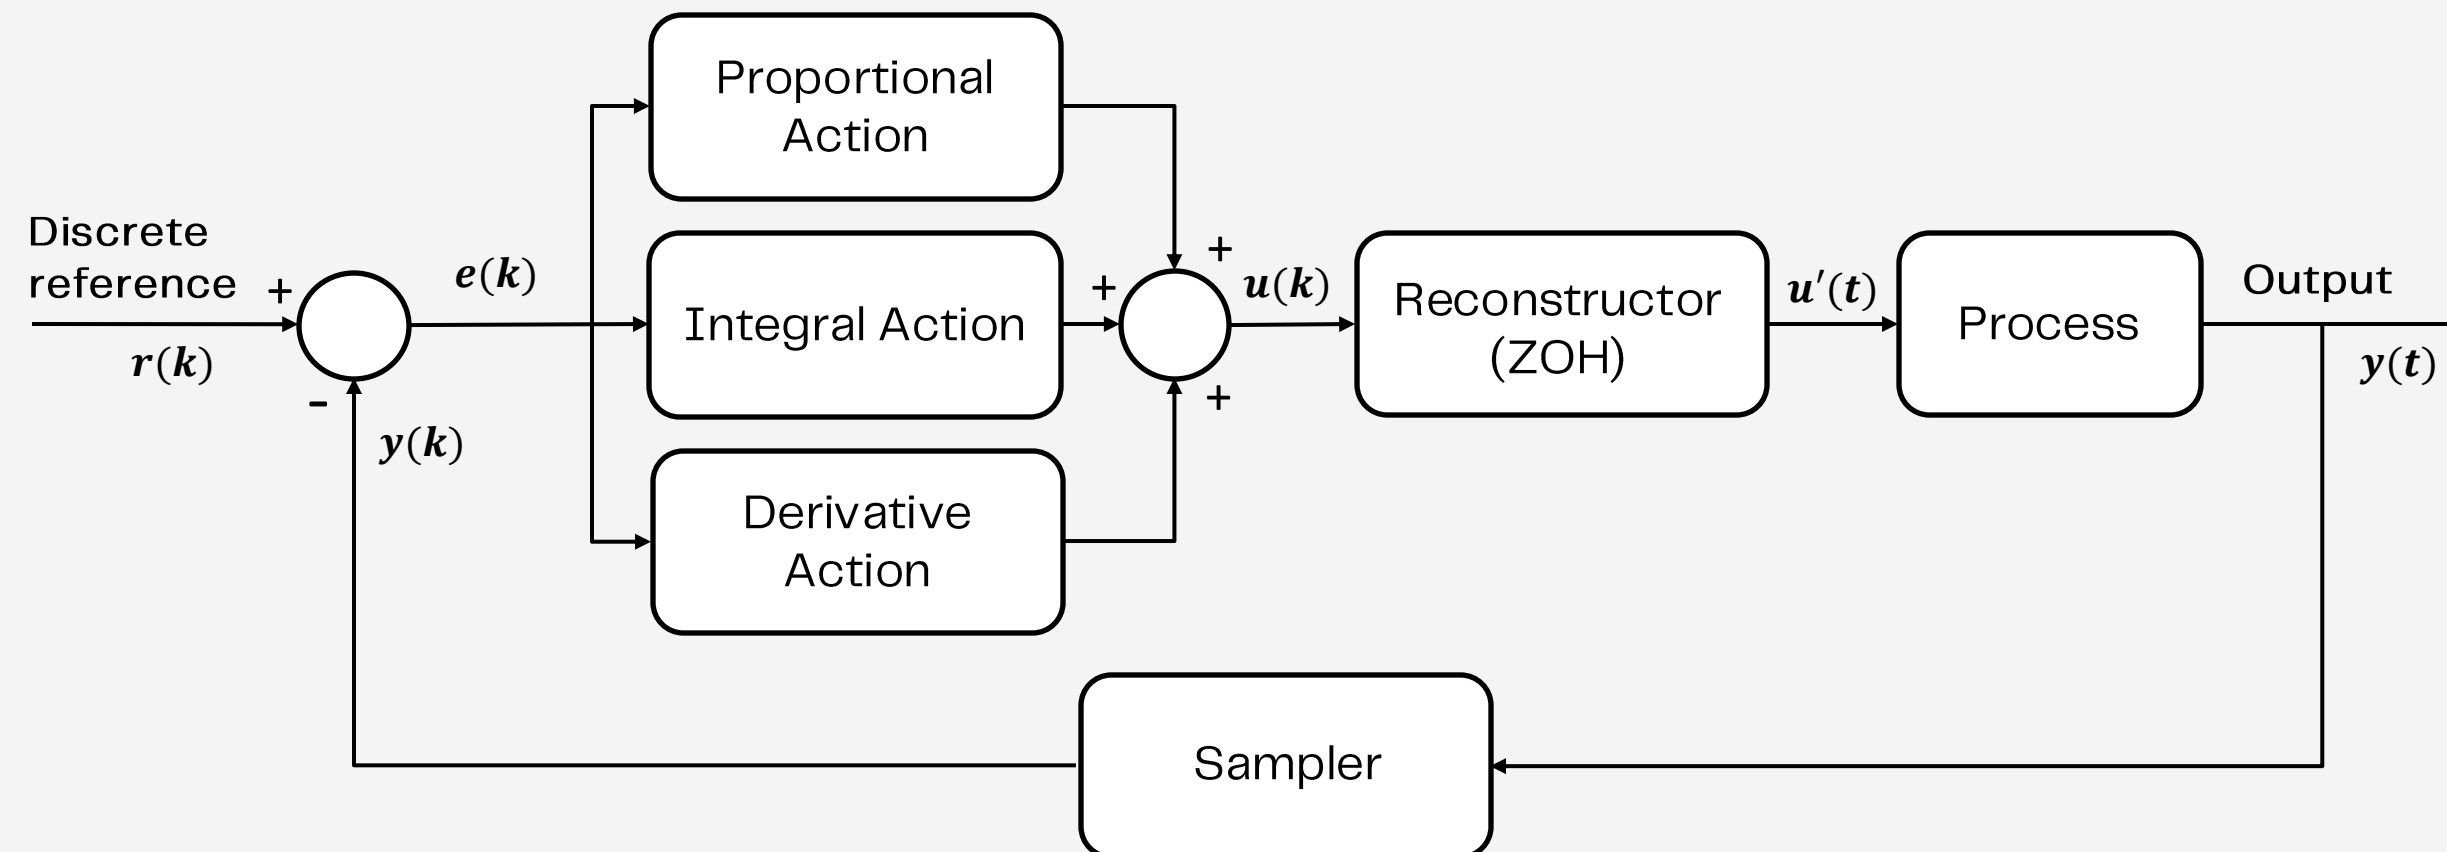 Proportional
Action
Discrete
reference
+
e(k)
r(k)
-
y(k)
Integral Action
+
+
+
u(k)
Reconstructor
(ZOH)
u′(t)
Process
Output
y(t)
Derivative
Action
Sampler